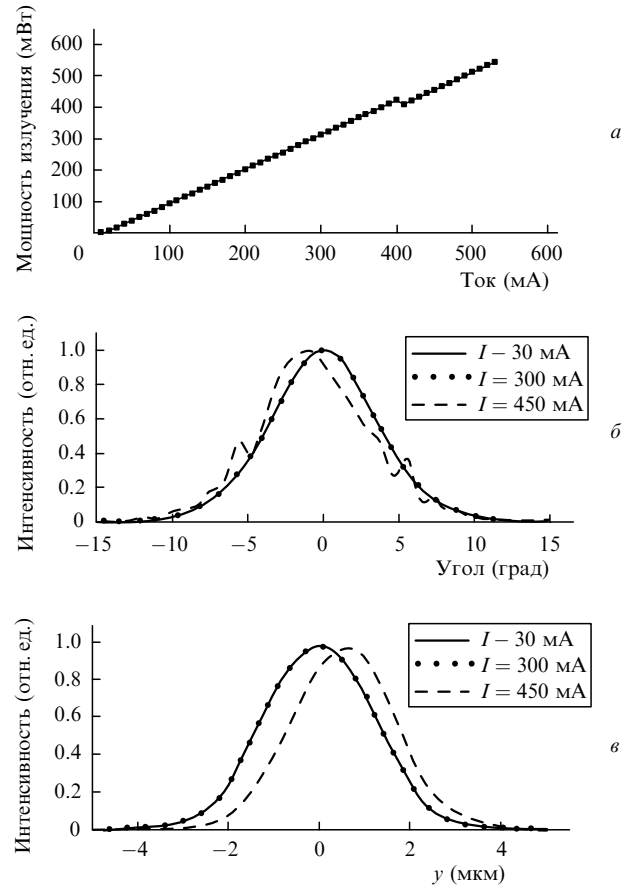 Мощность излучения (мВт)
600
500
400
300
200
100
0
100
200
300
400
500
600
Ток (мА)
а
Интенсивность (отн. ед.)
1.0
0.8
0.6
0.4
0.2
0
I – 30 мА
I = 300 мА
I = 450 мА
−15
−10
−5
0
5
10
15
Угол (град)
б
Интенсивность (отн. ед.)
1.0
0.8
0.6
0.4
0.2
0
I – 30 мА
I = 300 мА
I = 450 мА
−4
−2
0
2
4
y (мкм)
в